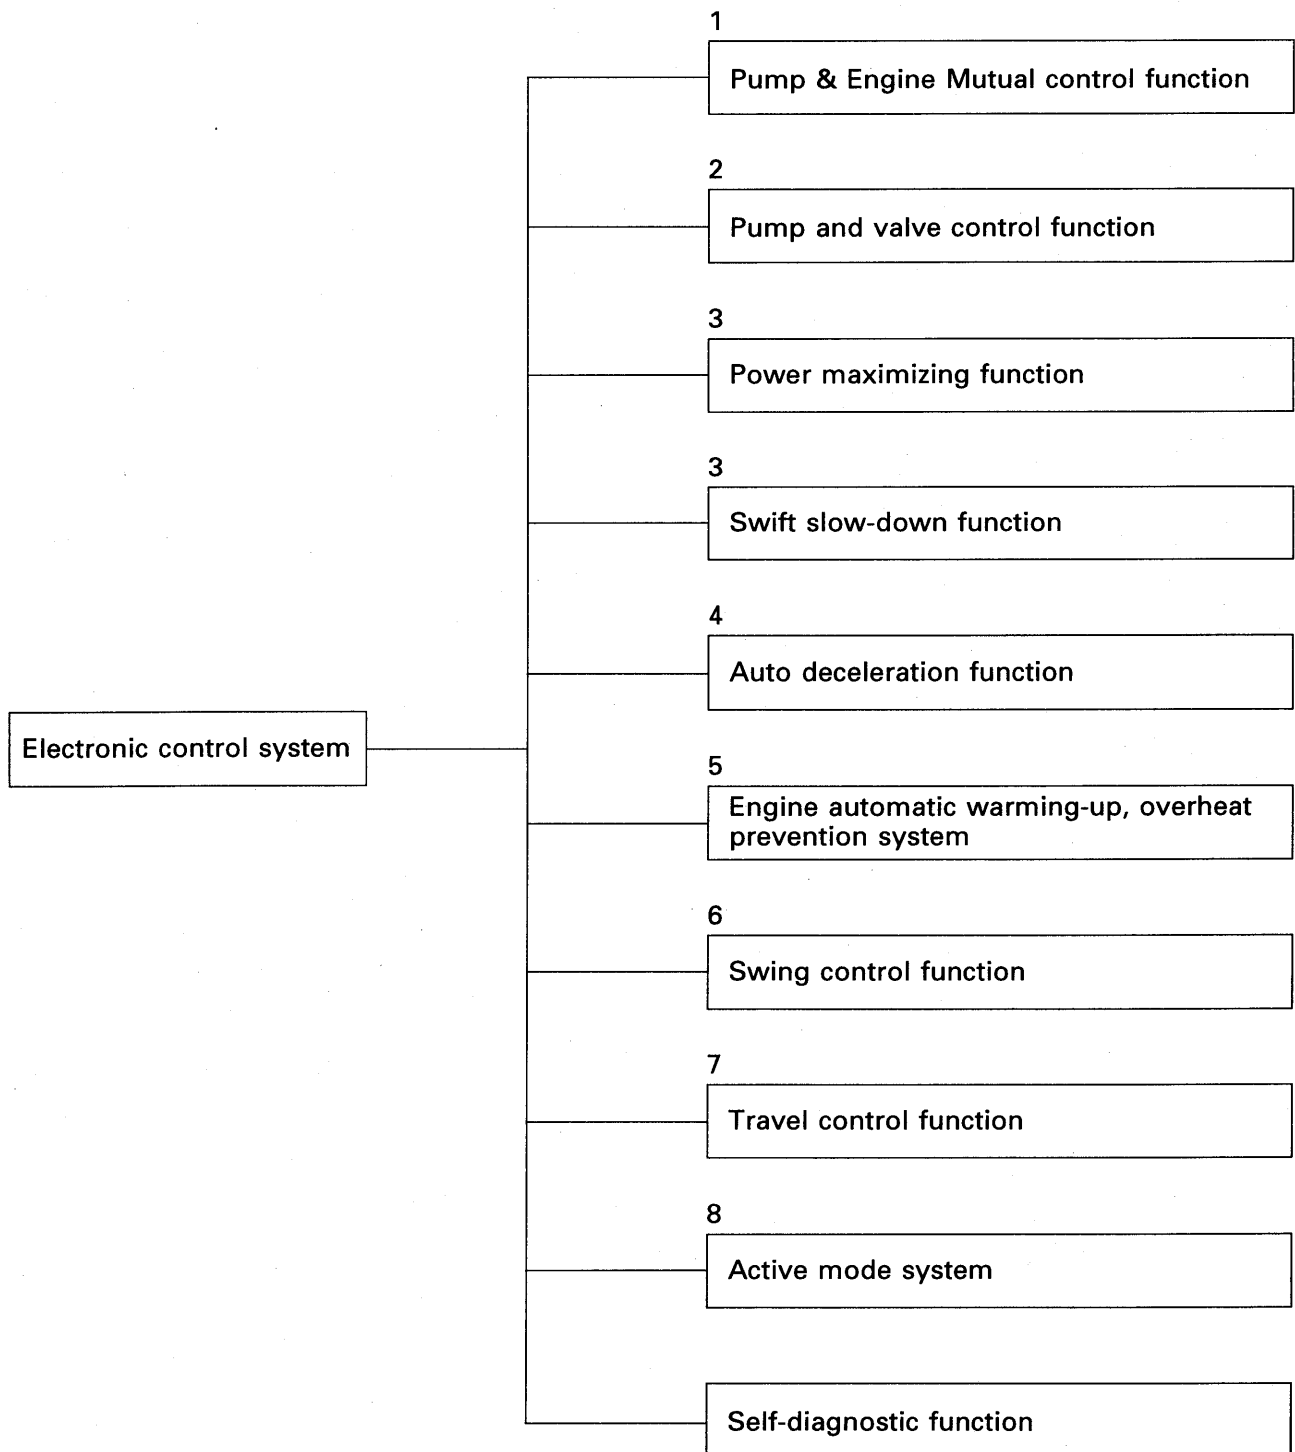 1
Pump & Engine Mutual control function
2
Pump and valve control function
3
Power maximizing function
3
Swift slow-down function
4
Auto deceleration function
Electronic control system
5
Engine automatic warming-up, overheat
prevention system
6
Swing control function
7
Travel control function
8
Active mode system
Self-diagnostic function